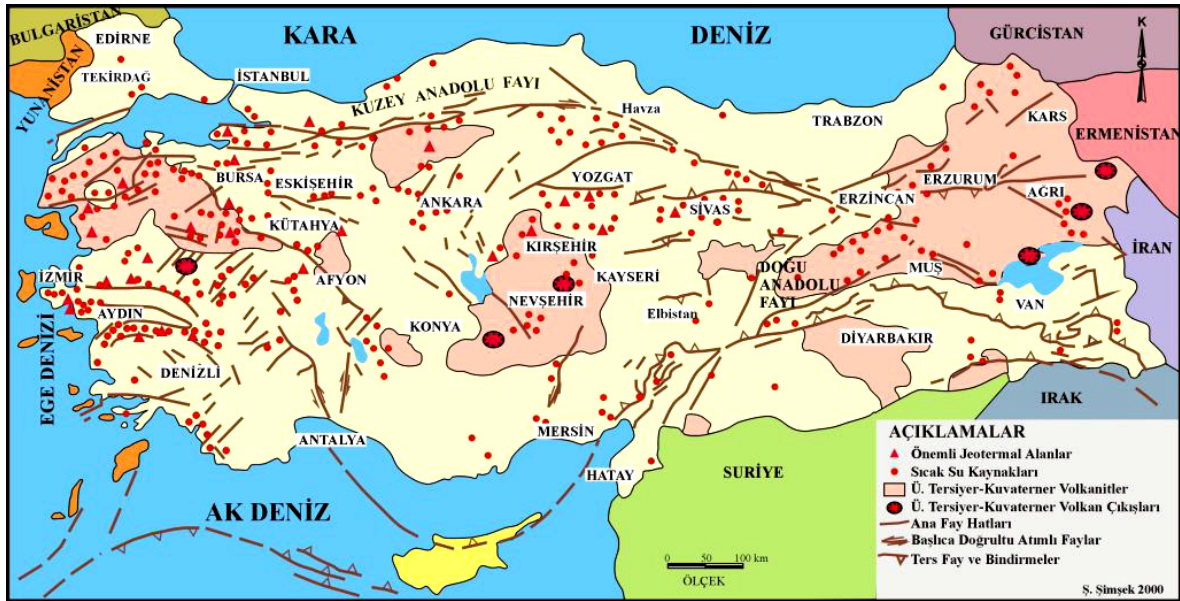 BULGARİSTAN
EDİRNE
KARA
DENİZ
GÜRCİSTAN
K
YUNANİSTAN
TEKİRDAĞ
İSTANBUL
KUZEY ANADOLU FAYI
Havza
TRABZON
KARS
ERMENİSTAN
BURSA
ESKİŞEHİR
ANKARA
YOZGAT
SİVAS
ERZİNCAN
ERZURUM
AĞRI
KÜTAHYA
KIRŞEHİR
İRAN
İZMİR
AFYON
KAYSERİ
DOĞU
ANADOLU
FAYI
MUŞ
VAN
AYDIN
NEVŞEHİR
Elbistan
KONYA
DİYARBAKIR
EGE DENİZİ
DENİZLİ
IRAK
ANTALYA
MERSİN
HATAY
SURİYE
AK DENİZ
AÇIKLAMALAR
Önemli Jeotermal Alanlar
Sıcak Su Kaynakları
Ü. Tersiyer-Kuvaterner Volkanitler
Ü. Tersiyer-Kuvaterner Volkan Çıkışları
Ana Fay Hatları
Başlıca Doğrultu Atımlı Faylar
Ters Fay ve Bindirmeler
0 50 100 km
ÖLÇEK
Ş. Şimşek 2000